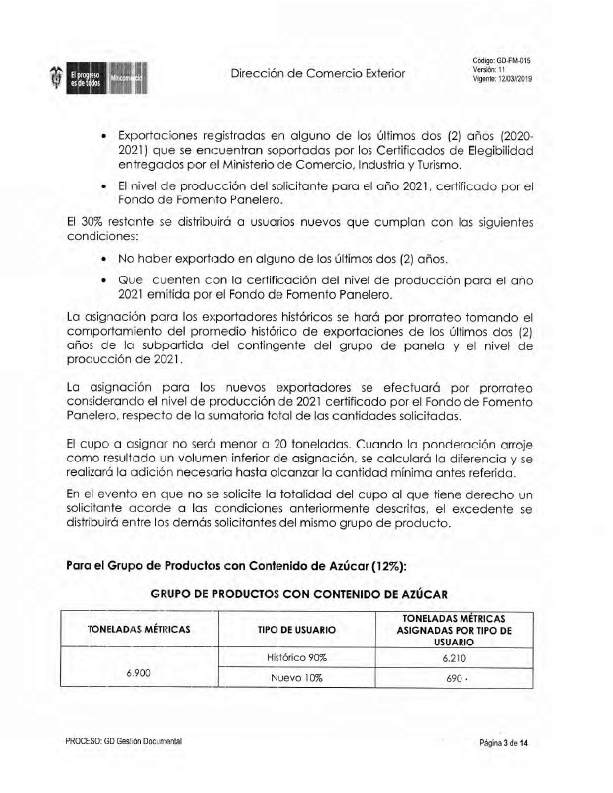 El progreso
es de todos
Mincomercio
Dirección de Comercio Exterior
Código: GD-FM-015
Versión: 11
Vigente: 12/03//2019
• Exportaciones registradas en alguno de los últimos dos (2) años (2020-
2021) que se encuentran soportadas por los Certificados de Elegibilidad
entregados por el Ministerio de Comercio, Industria y Turismo.
• El nivel de producción del solicitante para el año 2021, certificado por el
Fondo de Fomento Panelero.
El 30% restante se distribuirá a usuarios nuevos que cumplan con las siguientes
condiciones:
• No haber exportado en alguno de los últimos dos (2) años.
• Que cuenten con la certificación del nivel de producción para el año
2021 emitida por el Fondo de Fomento Panelero.
La asignación para los exportadores históricos se hará por prorrateo tomando el
comportamiento del promedio histórico de exportaciones de los últimos dos (2)
años de la subpartida del contingente del grupo de panela y el nivel de
producción de 2021.
La asignación para los nuevos exportadores se efectuará por prorrateo
considerando el nivel de producción de 2021 certificado por el Fondo de Fomento
Panelero, respecto de la sumatoria total de las cantidades solicitadas.
El cupo a asignar no será menor a 20 toneladas. Cuando la ponderación arroje
como resultado un volumen inferior de asignación, se calculará la diferencia y se
realizará la adición necesaria hasta alcanzar la cantidad mínima antes referida.
En el evento en que no se solicite la totalidad del cupo al que tiene derecho un
solicitante acorde a las condiciones anteriormente descritas, el excedente se
distribuirá entre los demás solicitantes del mismo grupo de producto.
Para el Grupo de Productos con Contenido de Azúcar (12%):
GRUPO DE PRODUCTOS CON CONTENIDO DE AZÚCAR
TONELADAS MÉTRICAS
TIPO DE USUARIO
TONELADAS MÉTRICAS
ASIGNADAS POR TIPO DE
USUARIO
6.900
Histórico 90%
6.210
Nuevo 10%
690
PROCESO: GD Gestión Documental
Página 3 de 14